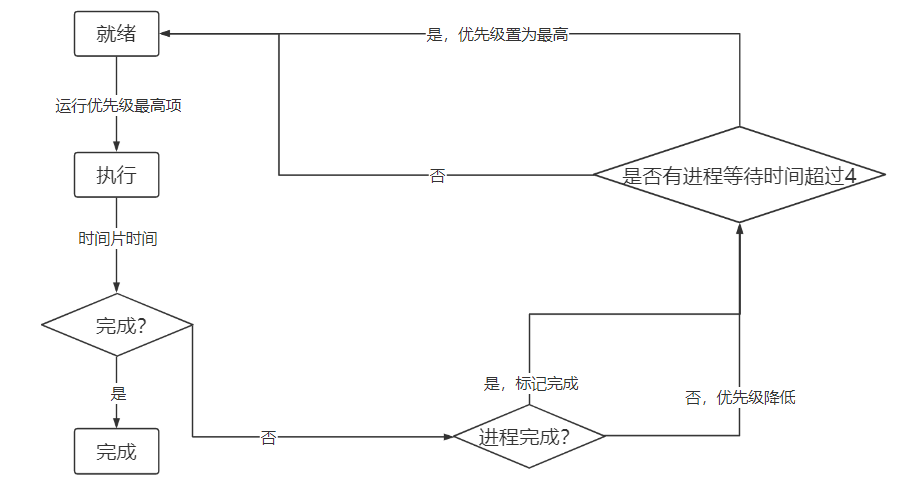 就绪
是，优先级置为最高
运行优先级最高项
执行
否
是否有进程等待时间超过4
时间片时间
完成？
是
完成
否
是，标记完成
进程完成？
否，优先级降低